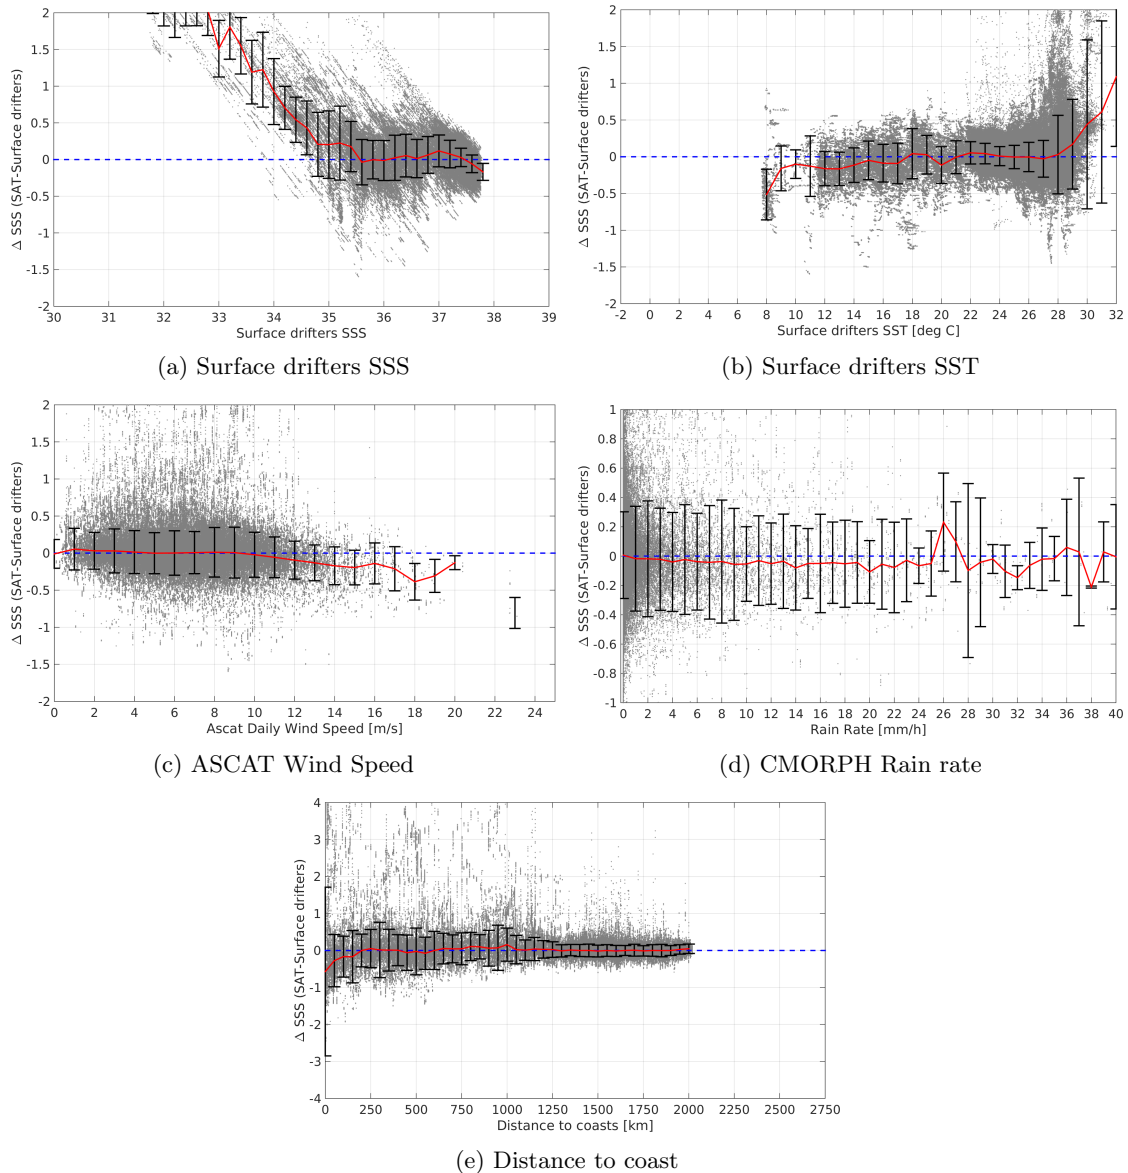 2
1.5
1
0.5
0
-0.5
-1
-1.5
-2
Δ SSS (SAT-Surface drifters)
30 31 32 33 34 35 36 37 38 39
Surface drifters SSS
(a) Surface drifters SSS
2
1.5
1
0.5
0
-0.5
-1
-1.5
-2
Δ SSS (SAT-Surface drifters)
-2 0 2 4 6 8 10 12 14 16 18 20 22 24 26 28 30 32
Surface drifters SST [deg C]
(b) Surface drifters SST
2
1.5
1
0.5
0
-0.5
-1
-1.5
-2
Δ SSS (SAT-Surface drifters)
0 2 4 6 8 10 12 14 16 18 20 22 24
Ascat Daily Wind Speed [m/s]
(c) ASCAT Wind Speed
1
0.8
0.6
0.4
0.2
0
-0.2
-0.4
-0.6
-0.8
-1
Δ SSS (SAT-Surface drifters)
0 2 4 6 8 10 12 14 16 18 20 22 24 26 28 30 32 34 36 38 40
Rain Rate [mm/h]
(d) CMORPH Rain rate
4
3
2
1
0
-1
-2
-3
-4
Δ SSS (SAT-Surface drifters)
0 250 500 750 1000 1250 1500 1750 2000 2250 2500 2750
Distance to coasts [km]
(e) Distance to coast